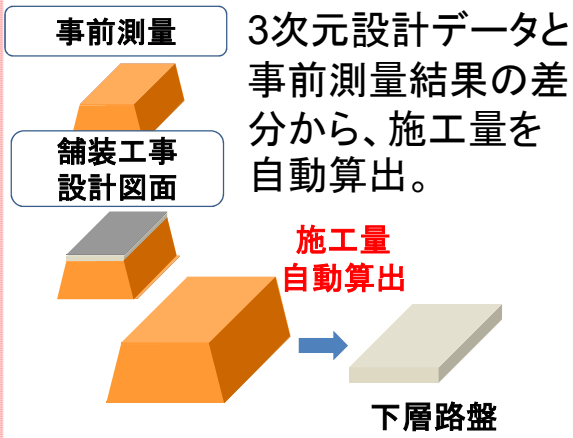 事前測量
3次元設計データと
事前測量結果の差
分から、施工量を
自動算出。
舗装工事
設計図面
施工量
自動算出
下層路盤